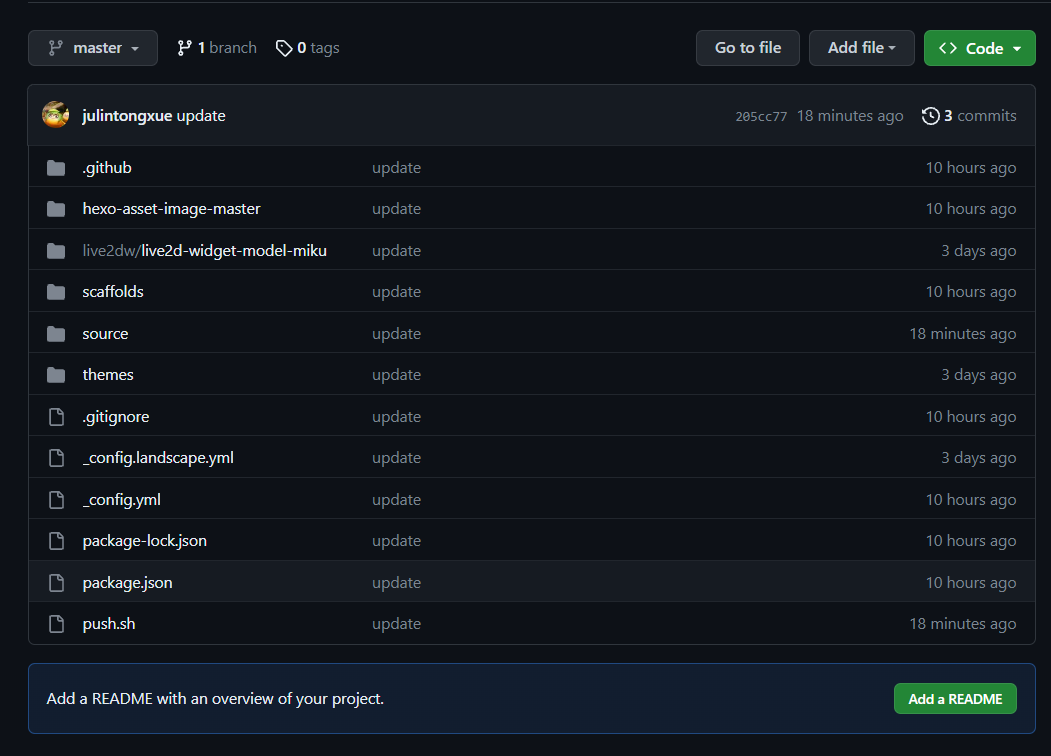 master 1 branch 0 tags Go to file Add file Code
julintongxue update 205cc77 18 minutes ago 3 commits
.github update 10 hours ago
hexo-asset-image-master update 10 hours ago
live2dw/live2d-widget-model-miku update 3 days ago
scaffolds update 10 hours ago
source update 18 minutes ago
themes update 3 days ago
.gitignore update 10 hours ago
_config.landscape.yml update 3 days ago
_config.yml update 10 hours ago
package-lock.json update 10 hours ago
package.json update 10 hours ago
push.sh update 18 minutes ago
Add a README with an overview of your project. Add a README